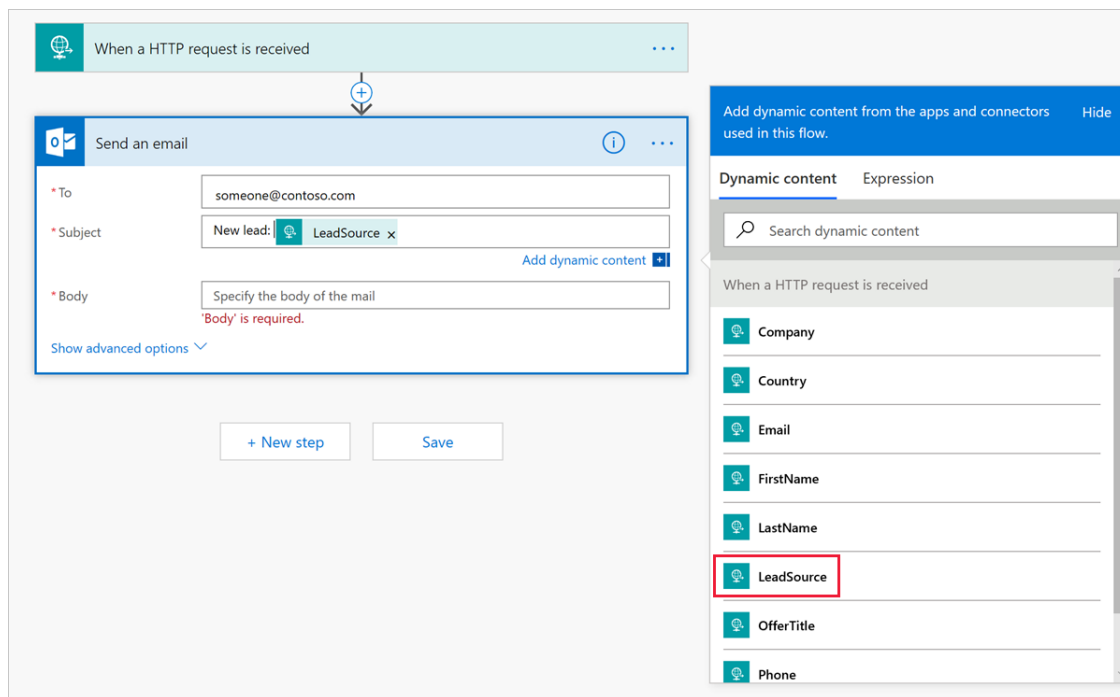 When a HTTP request is received
Send an email
* To
someone@contoso.com
* Subject
New lead: LeadSource x
Add dynamic content
* Body
Specify the body of the mail
'Body' is required.
Show advanced options
+ New step
Save
Add dynamic content from the apps and connectors
used in this flow.
Hide
Dynamic content
Expression
Search dynamic content
When a HTTP request is received
Company
Country
Email
FirstName
LastName
LeadSource
OfferTitle
Phone